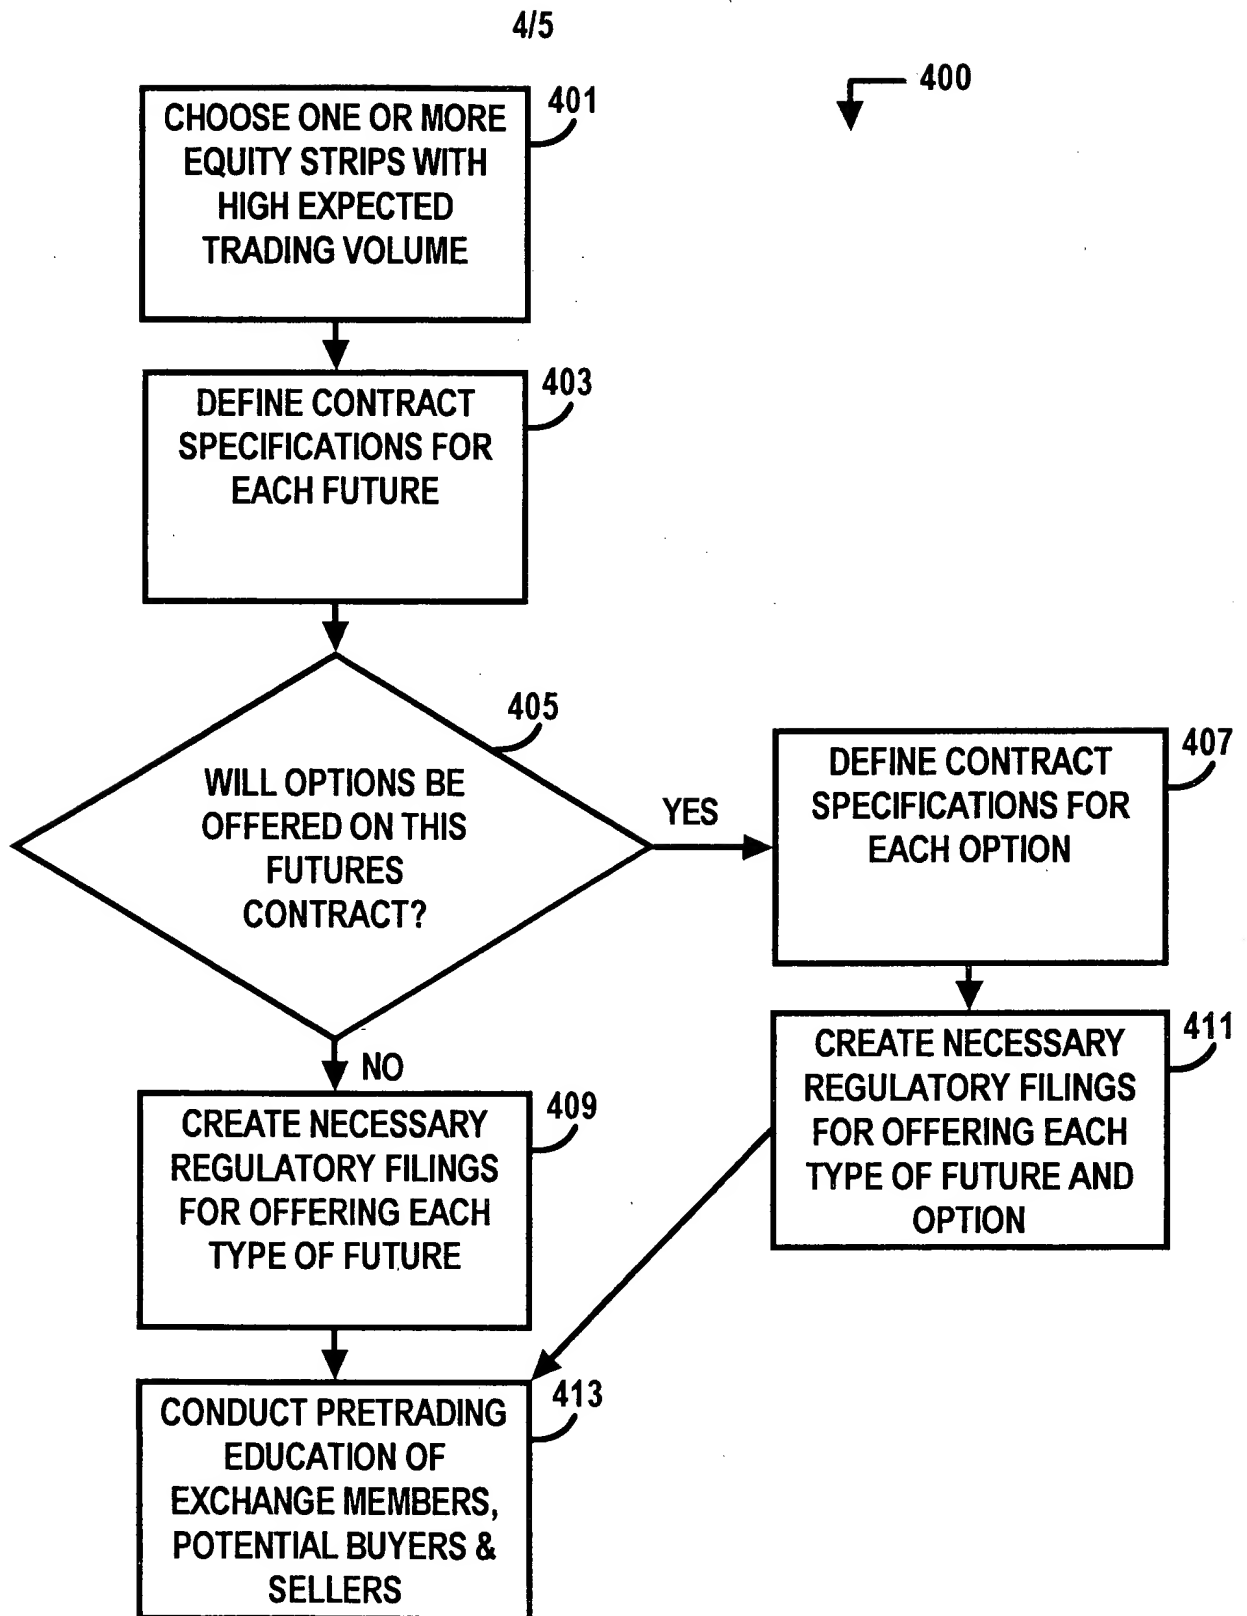 4/5
400
401
CHOOSE ONE OR MORE
EQUITY STRIPS WITH
HIGH EXPECTED
TRADING VOLUME
403
DEFINE CONTRACT
SPECIFICATIONS FOR
EACH FUTURE
405
WILL OPTIONS BE
OFFERED ON THIS
FUTURES
CONTRACT?
YES
407
DEFINE CONTRACT
SPECIFICATIONS FOR
EACH OPTION
411
CREATE NECESSARY
REGULATORY FILINGS
FOR OFFERING EACH
TYPE OF FUTURE AND
OPTION
NO
409
CREATE NECESSARY
REGULATORY FILINGS
FOR OFFERING EACH
TYPE OF FUTURE
413
CONDUCT PRETRADING
EDUCATION OF
EXCHANGE MEMBERS,
POTENTIAL BUYERS &
SELLERS